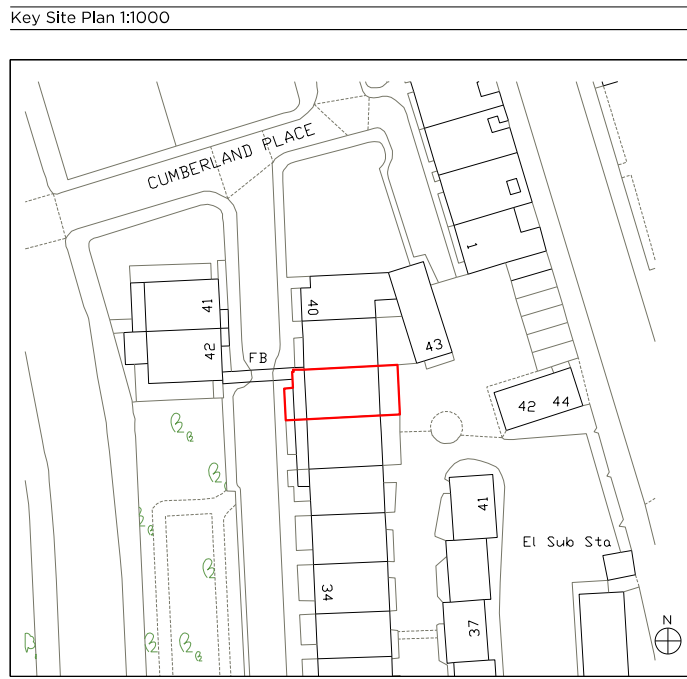 Key Site Plan 1:1000
CUMBERLAND PLACE
1
41
40
42
43
FB
42 44
41
El Sub Sta
34
37
N